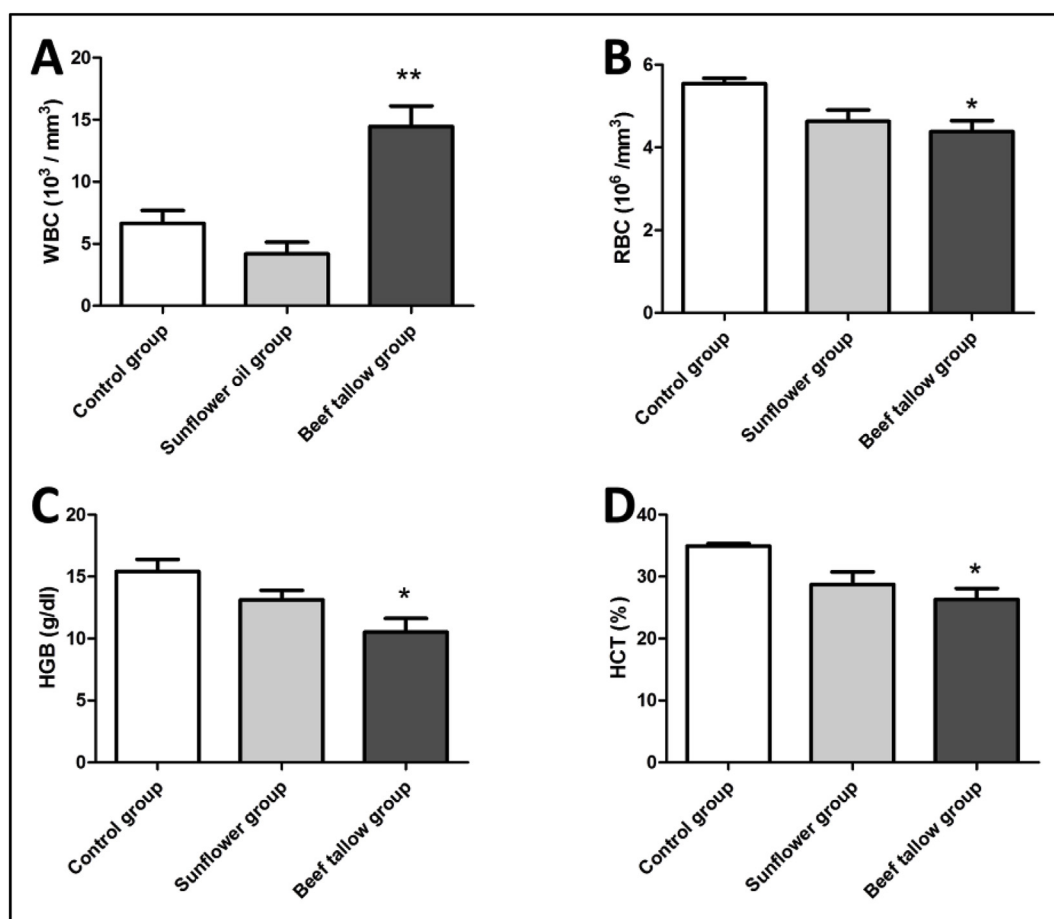 A
WBC (10³ / mm³)
20
15
10
5
0
**
Control group
Sunflower oil group
Beef tallow group
B
RBC (10⁶ /mm³)
6
4
2
0
*
Control group
Sunflower group
Beef tallow group
C
HGB (g/dl)
20
15
10
5
0
*
Control group
Sunflower group
Beef tallow group
D
HCT (%)
40
30
20
10
0
*
Control group
Sunflower group
Beef tallow group